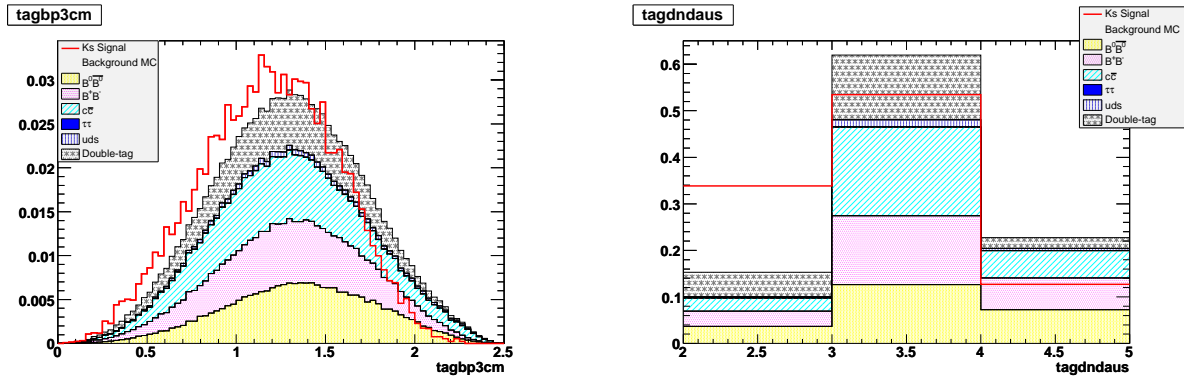 tagbp3cm
Ks Signal
Background MC
B⁰B̅⁰
B⁺B⁻
cc̅
ττ
uds
Double-tag
0.03
0.025
0.02
0.015
0.01
0.005
0
0 0.5 1 1.5 2 2.5
tagbp3cm
tagdndaus
Ks Signal
Background MC
B⁰B̅⁰
B⁺B⁻
cc̅
ττ
uds
Double-tag
0.6
0.5
0.4
0.3
0.2
0.1
0
2 2.5 3 3.5 4 4.5 5
tagdndaus